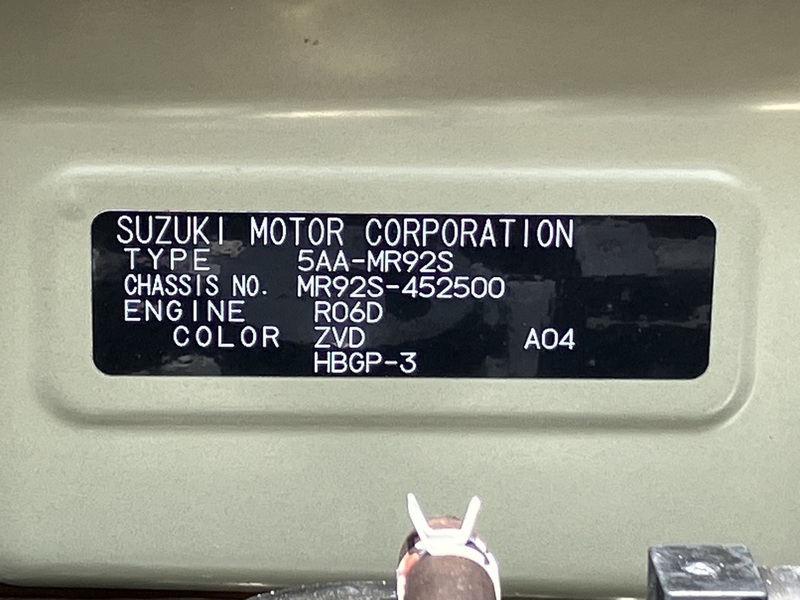 SUZUKI MOTOR CORPORATION
TYPE 5AA-MR92S
CHASSIS NO. MR92S-452500
ENGINE R06D
COLOR ZVD A04
HBGP-3